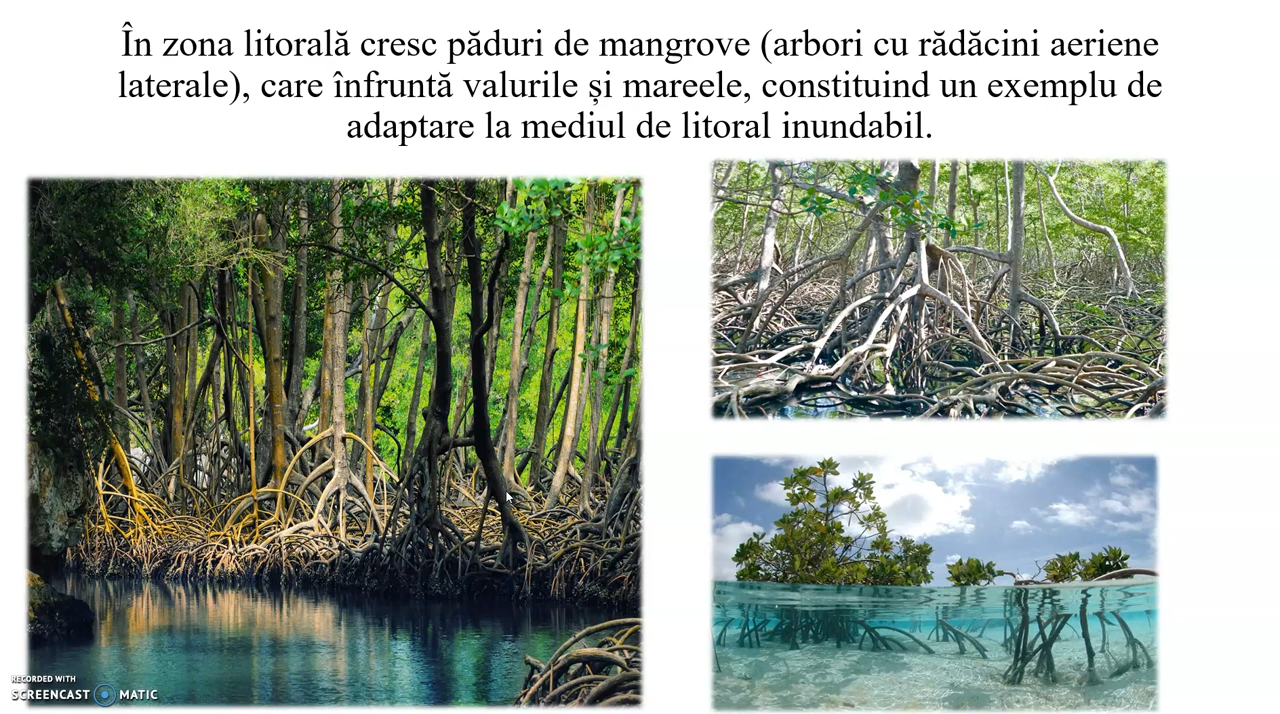 În zona litorală cresc păduri de mangrove (arbori cu rădăcini aeriene
laterale), care înfruntă valurile și mareele, constituind un exemplu de
adaptare la mediul de litoral inundabil.
RECORDED WITH
SCREENCAST MATIC